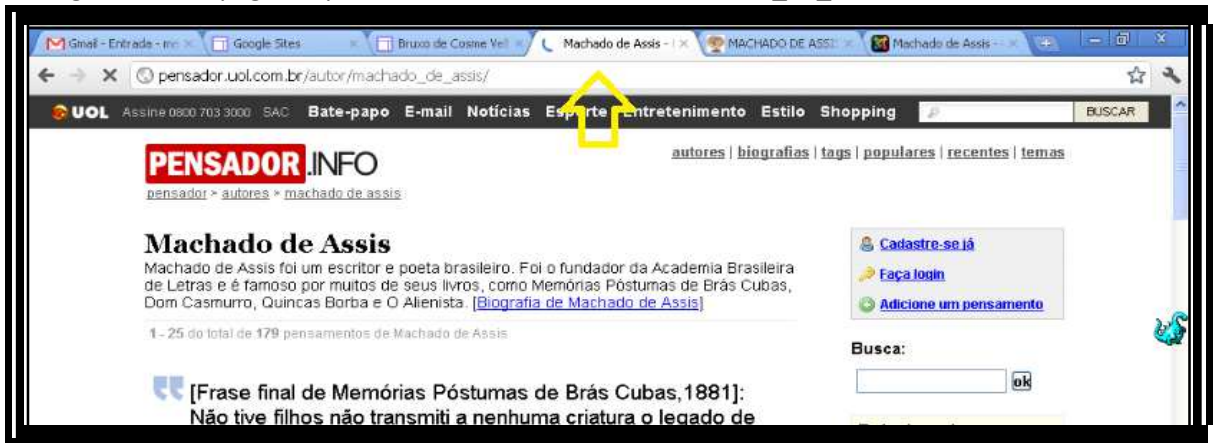 Gmail - Entrada - me
Google Sites
Bruxo de Cosme Vel
Machado de Assis -
MACHADO DE ASSI
Machado de Assis -
pensador.uol.com.br/autor/machado_de_assis/
UOL Assine 0800 703 3000 SAC Bate-papo E-mail Notícias Esporte Entretenimento Estilo Shopping BUSCAR
PENSADOR.INFO
autores | biografias | tags | populares | recentes | temas
pensador > autores > machado de assis
Machado de Assis
Machado de Assis foi um escritor e poeta brasileiro. Foi o fundador da Academia Brasileira
de Letras e é famoso por muitos de seus livros, como Memórias Póstumas de Brás Cubas,
Dom Casmurro, Quincas Borba e O Alienista. [Biografia de Machado de Assis]
1 - 25 do total de 179 pensamentos de Machado de Assis
Cadastre-se já
Faça login
Adicione um pensamento
Busca:
ok
[Frase final de Memórias Póstumas de Brás Cubas,1881]:
Não tive filhos não transmiti a nenhuma criatura o legado de